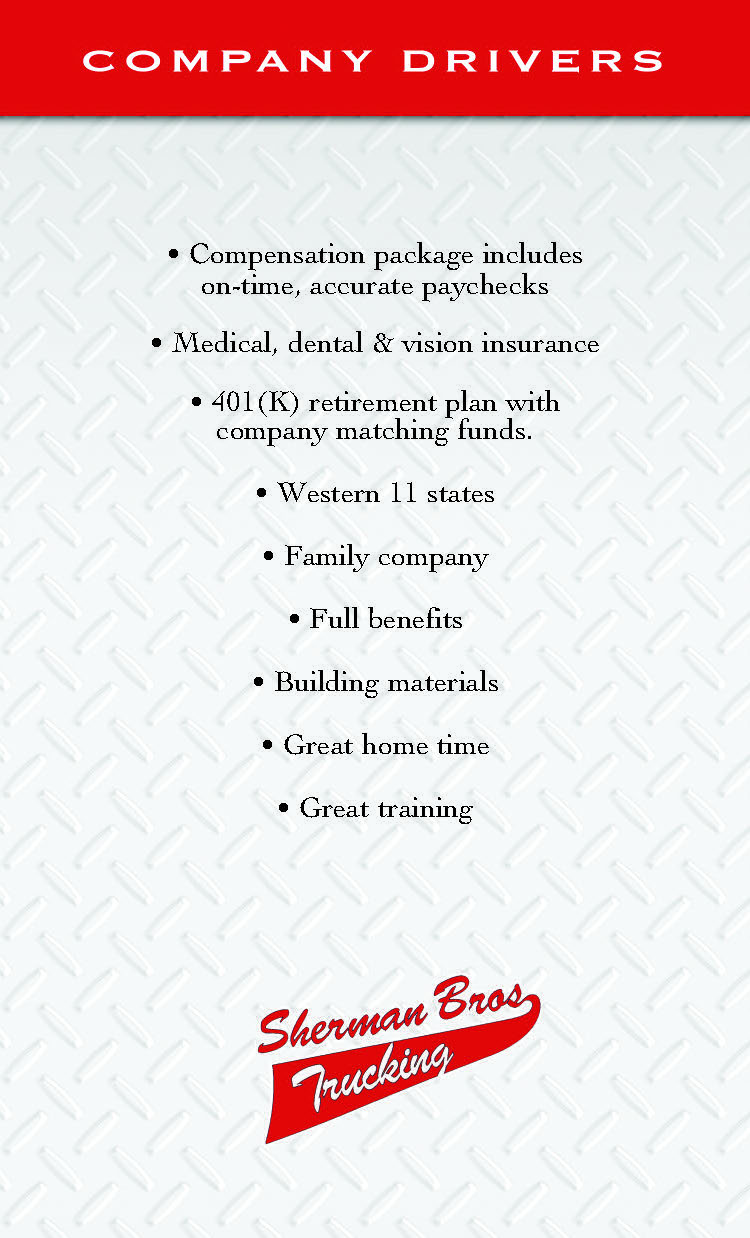 COMPANY DRIVERS
• Compensation package includes
on-time, accurate paychecks
• Medical, dental & vision insurance
• 401(K) retirement plan with
company matching funds.
• Western 11 states
• Family company
• Full benefits
• Building materials
• Great home time
• Great training
Sherman Bros
Trucking